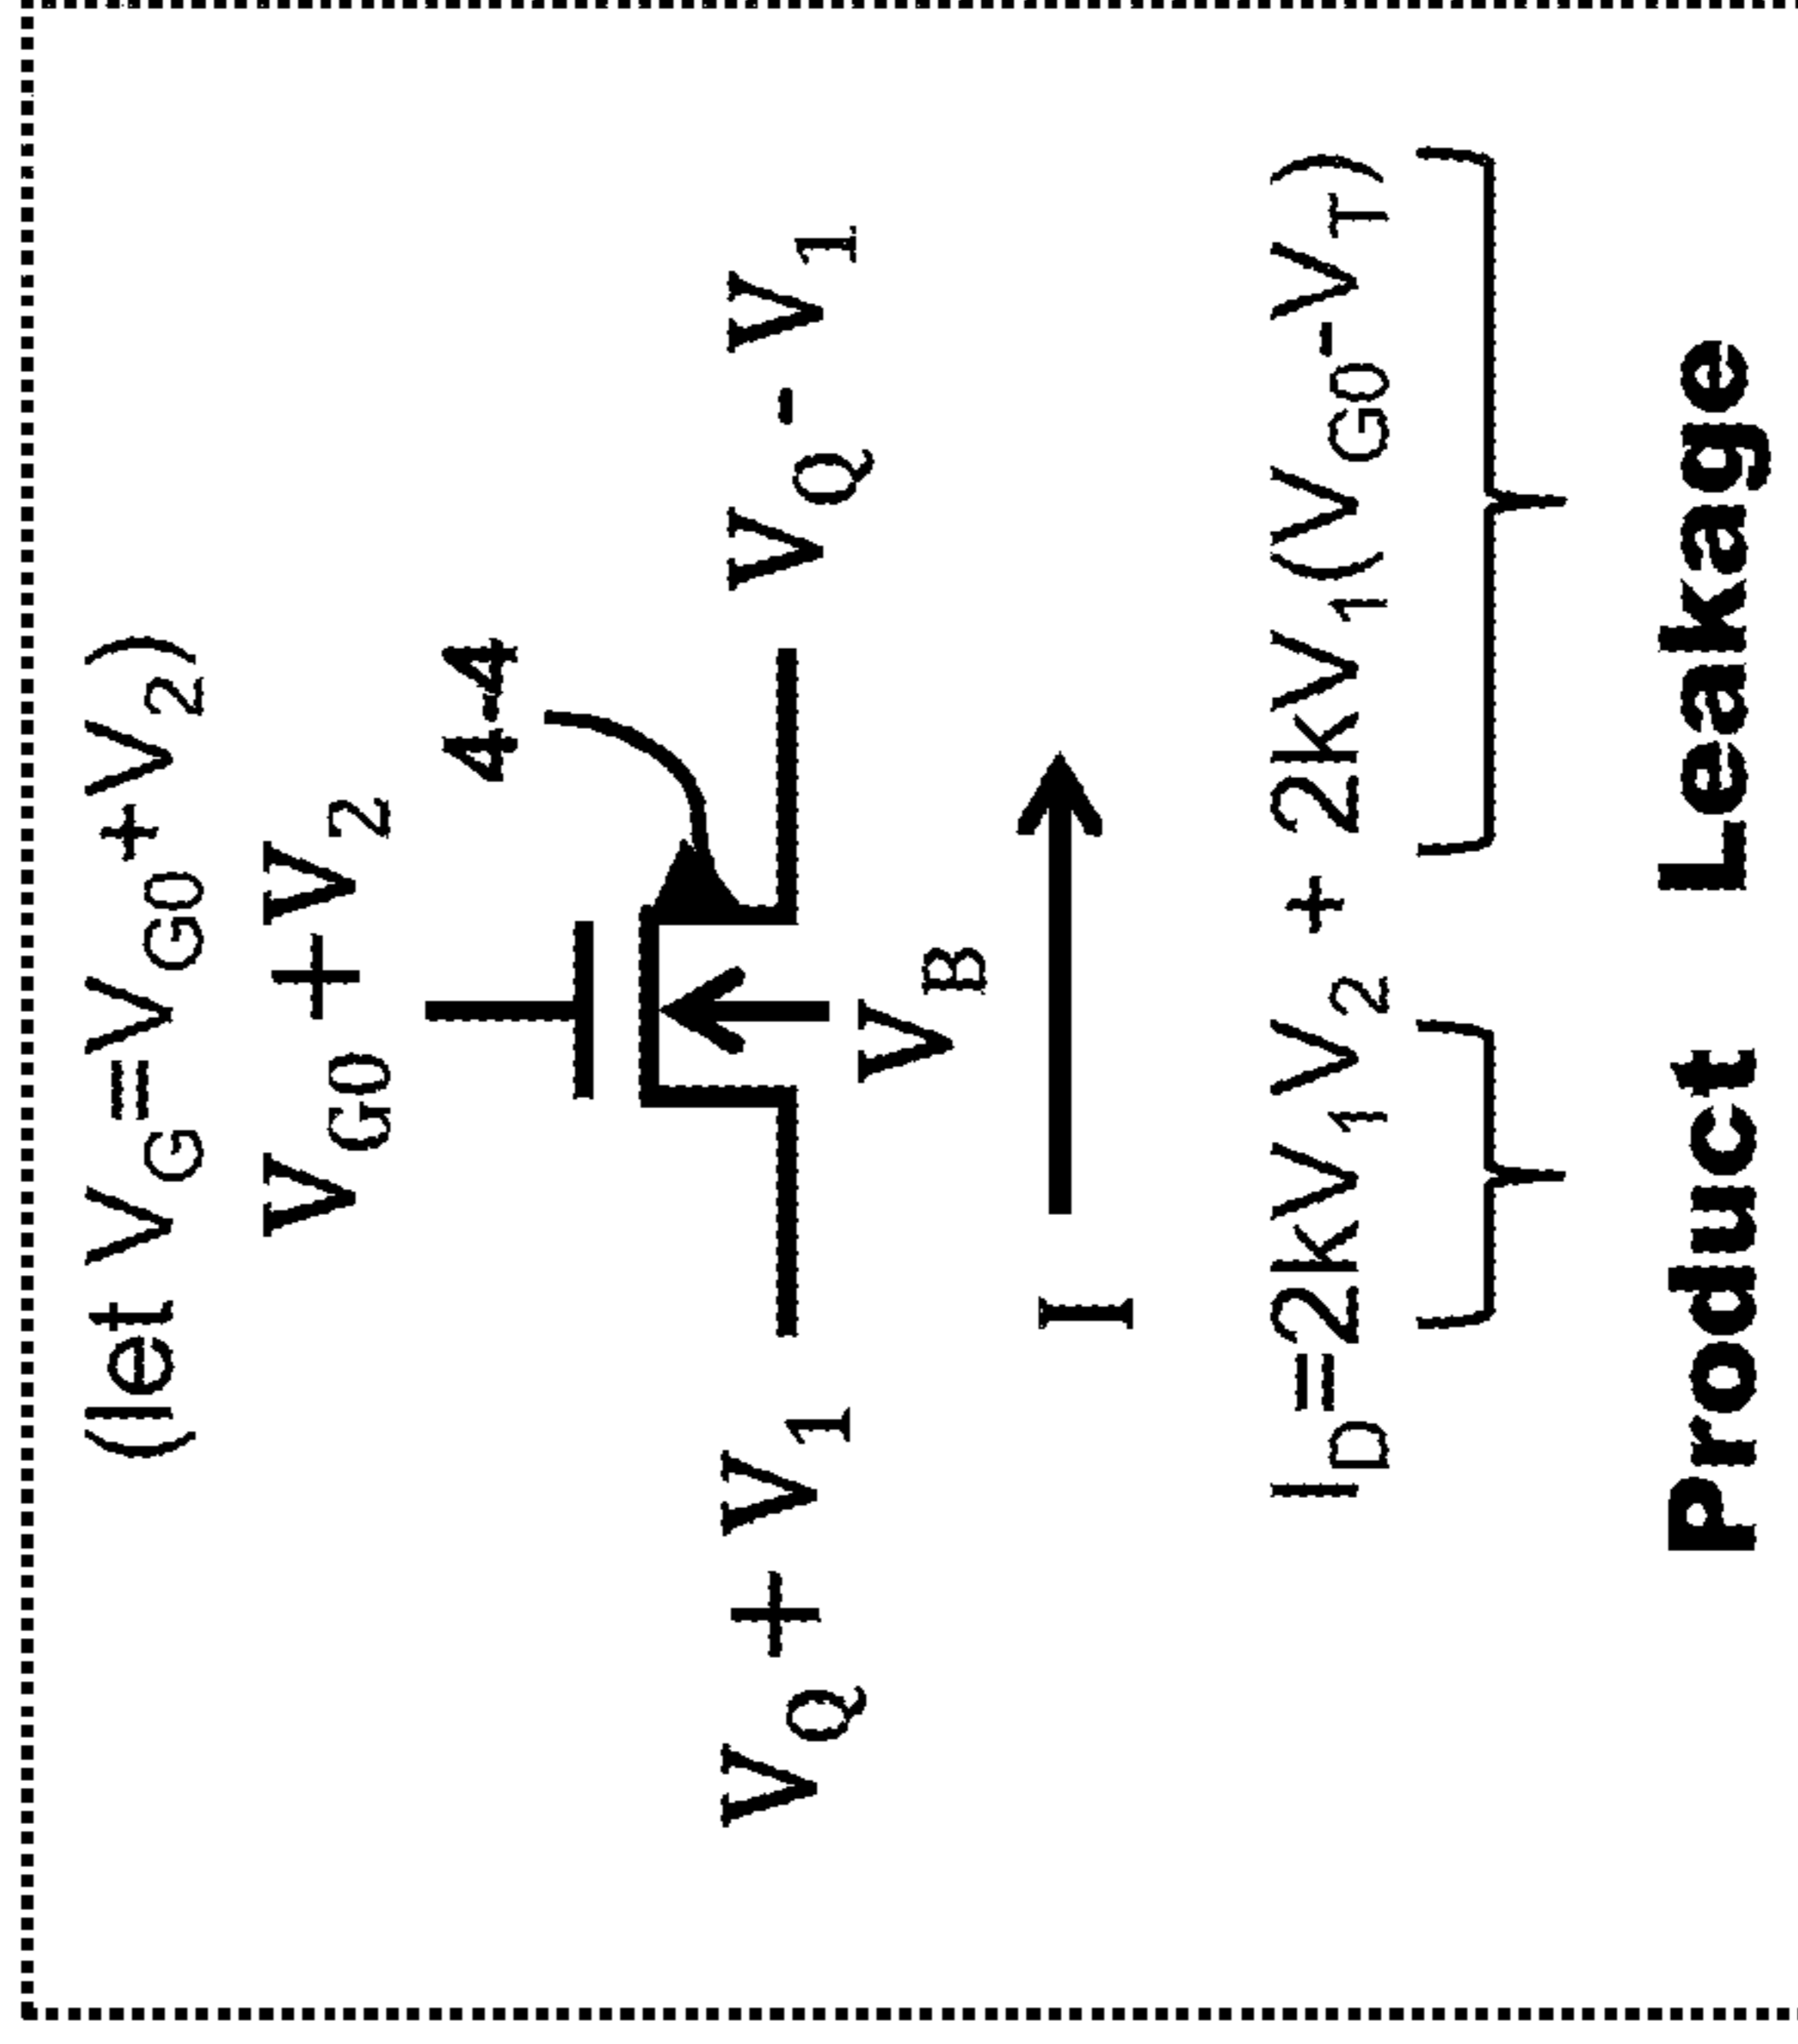 (let V_G=V_G0+V_2)
V_G0+V_2
4-4
V_Q+V_1
V_Q-V_1
V_B
I
I_D=2kV_1V_2 + 2kV_1(V_G0-V_T)
Product Leakage